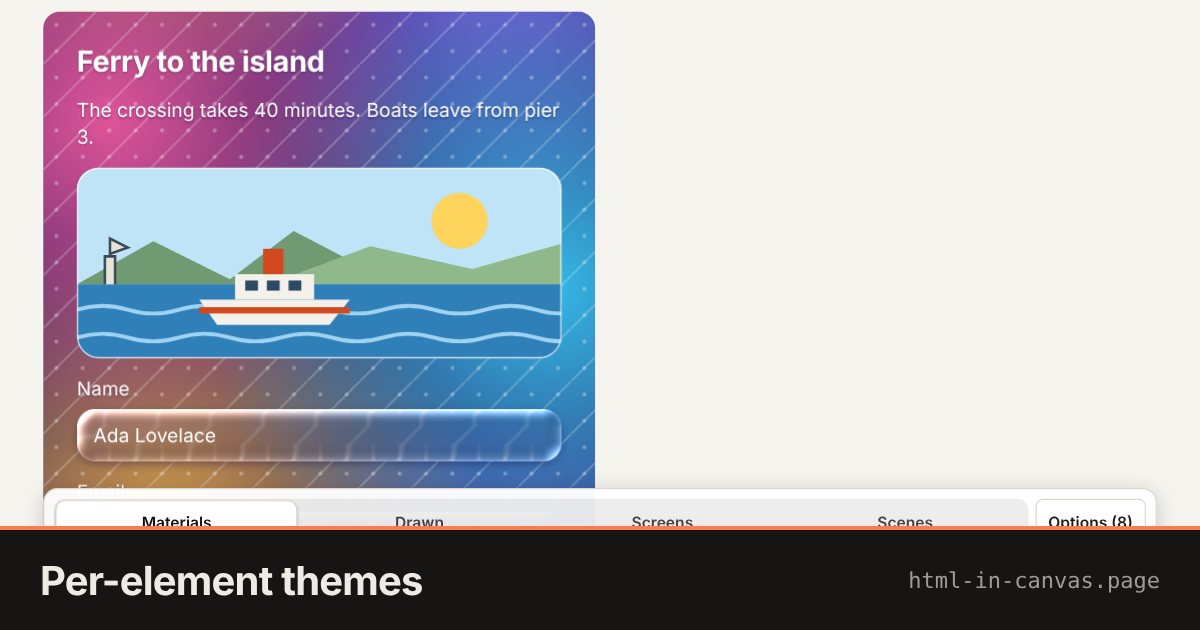 Ferry to the island
The crossing takes 40 minutes. Boats leave from pier
3.
Name
Ada Lovelace
Email
Materials
Drawn
Screens
Scenes
Options (8)
Per-element themes
html-in-canvas.page